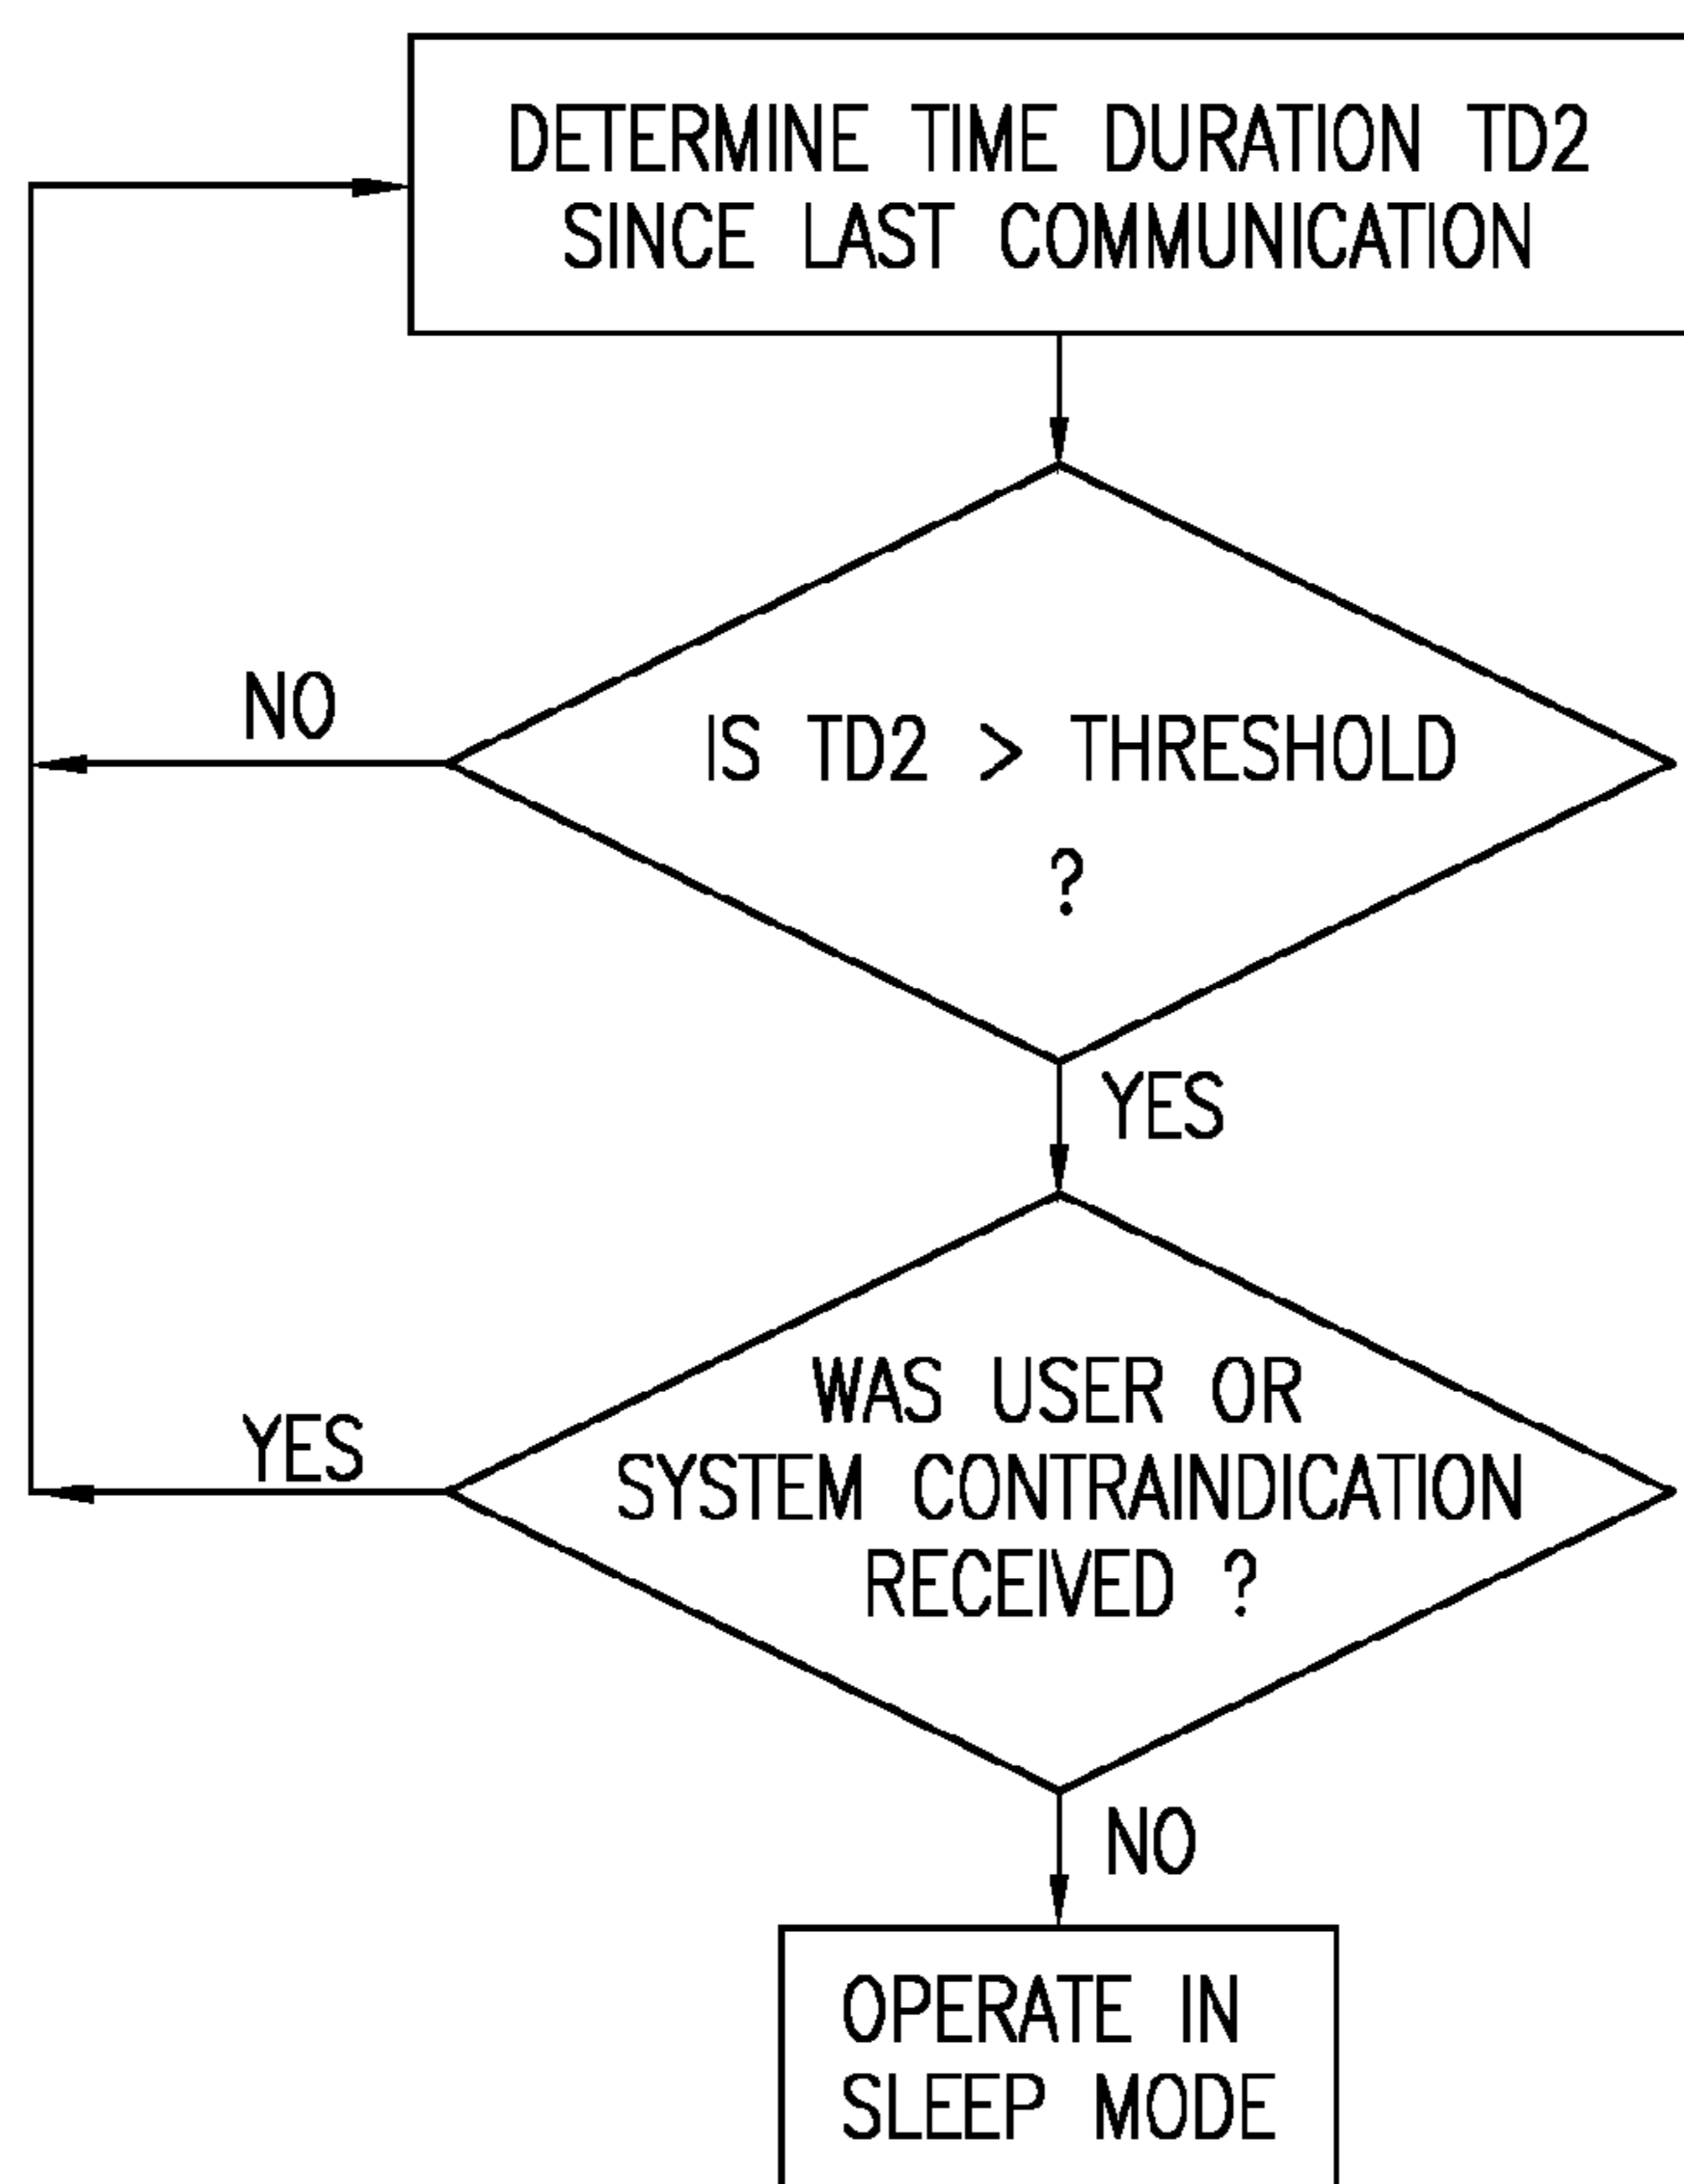 DETERMINE TIME DURATION TD2
SINCE LAST COMMUNICATION
NO
IS TD2 > THRESHOLD
?
YES
WAS USER OR
SYSTEM CONTRAINDICATION
RECEIVED ?
YES
NO
OPERATE IN
SLEEP MODE